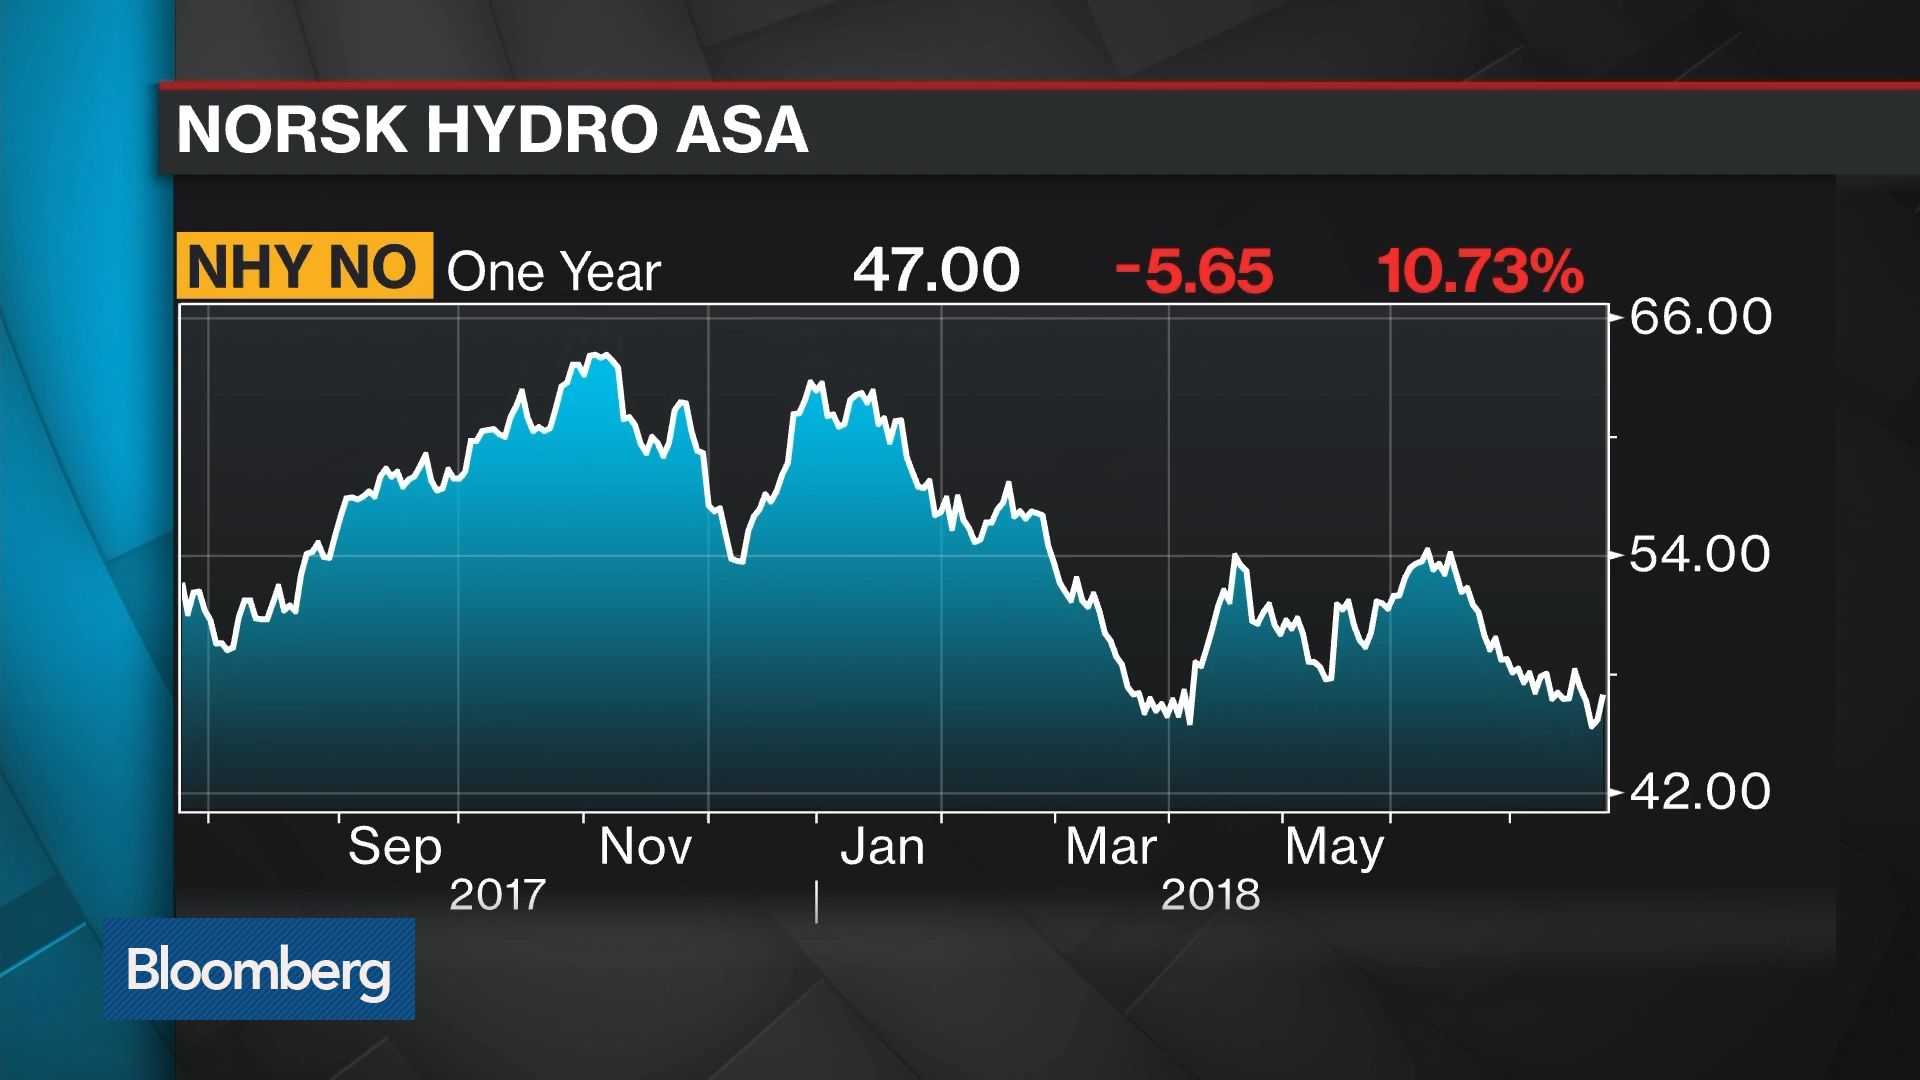 NORSK HYDRO ASA
NHY NO One Year 47.00 -5.65 10.73%
66.00
54.00
42.00
Sep Nov Jan Mar May
2017 2018
Bloomberg